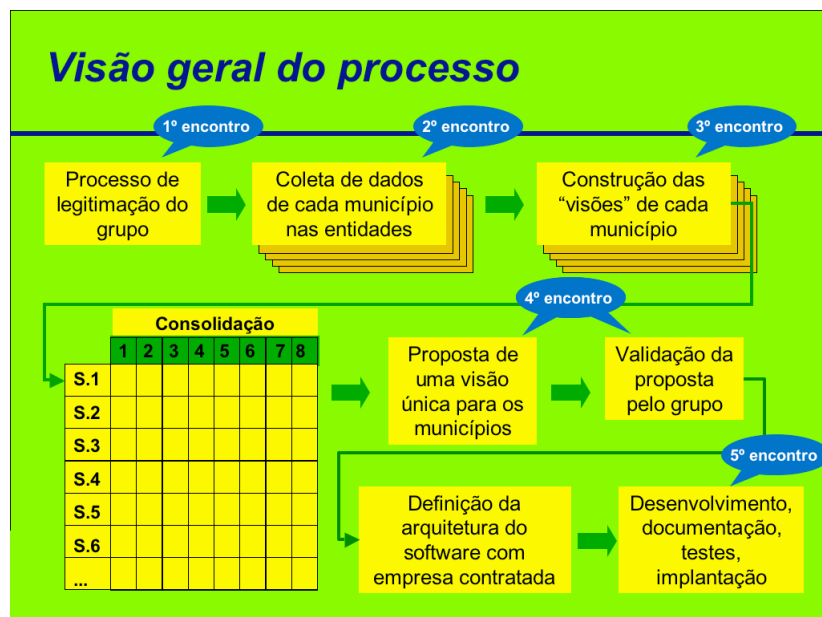 Visão geral do processo
1º encontro
2º encontro
3º encontro
Processo de
legitimação do
grupo
Coleta de dados
de cada município
nas entidades
Construção das
“visões” de cada
município
4º encontro
Consolidação
1 2 3 4 5 6 7 8
S.1
S.2
S.3
S.4
S.5
S.6
...
Proposta de
uma visão
única para os
municípios
Validação da
proposta
pelo grupo
5º encontro
Definição da
arquitetura do
software com
empresa contratada
Desenvolvimento,
documentação,
testes,
implantação